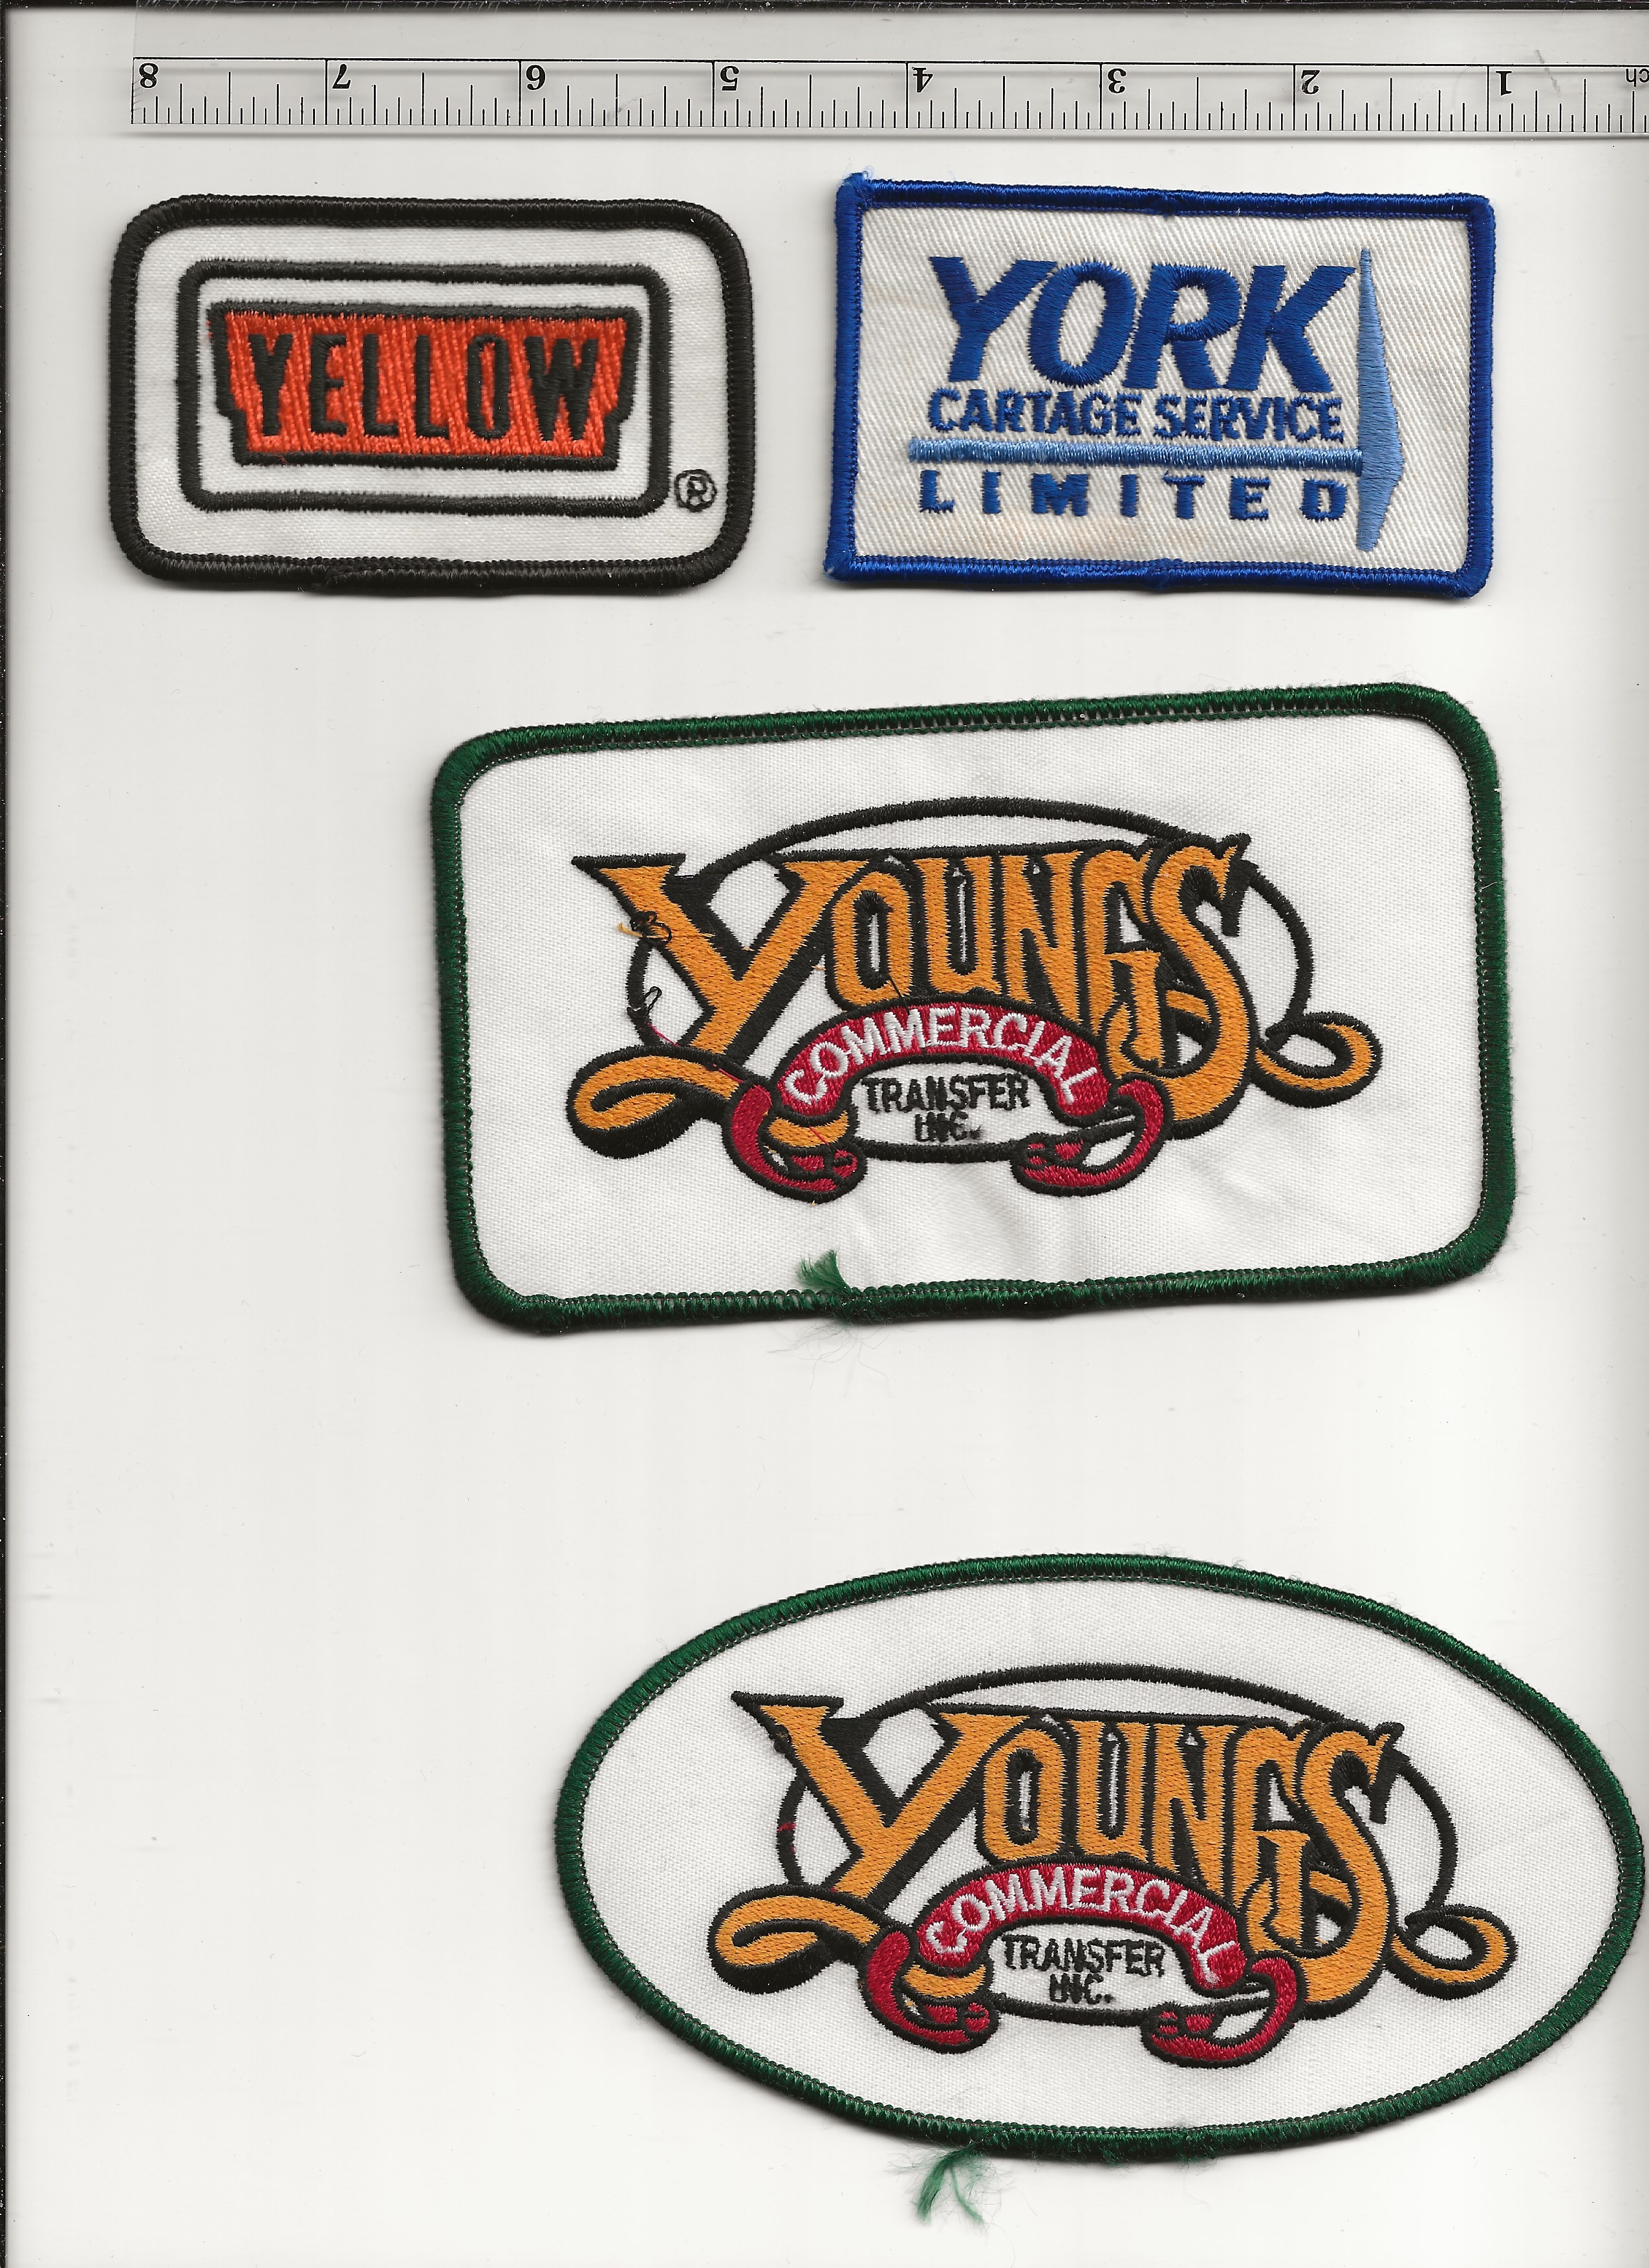 8 7 6 5 4 3 2 1 ch
YELLOW
®
YORK
CARTAGE SERVICE
LIMITED
YOUNGS
COMMERCIAL
TRANSFER
INC.
YOUNGS
COMMERCIAL
TRANSFER
INC.